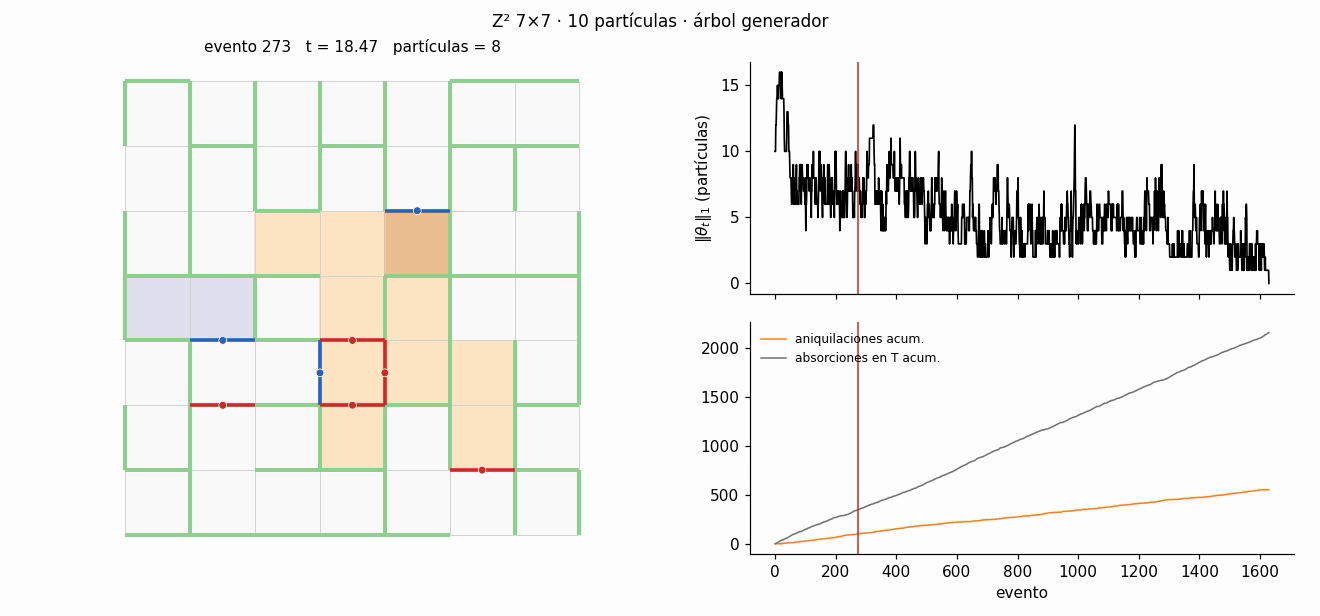 Z² 7×7 · 10 partículas · árbol generador
evento 273   t = 18.47   partículas = 8
‖θₜ‖₁ (partículas)
15
10
5
0
aniquilaciones acum.
absorciones en T acum.
2000
1500
1000
500
0
0 200 400 600 800 1000 1200 1400 1600
evento